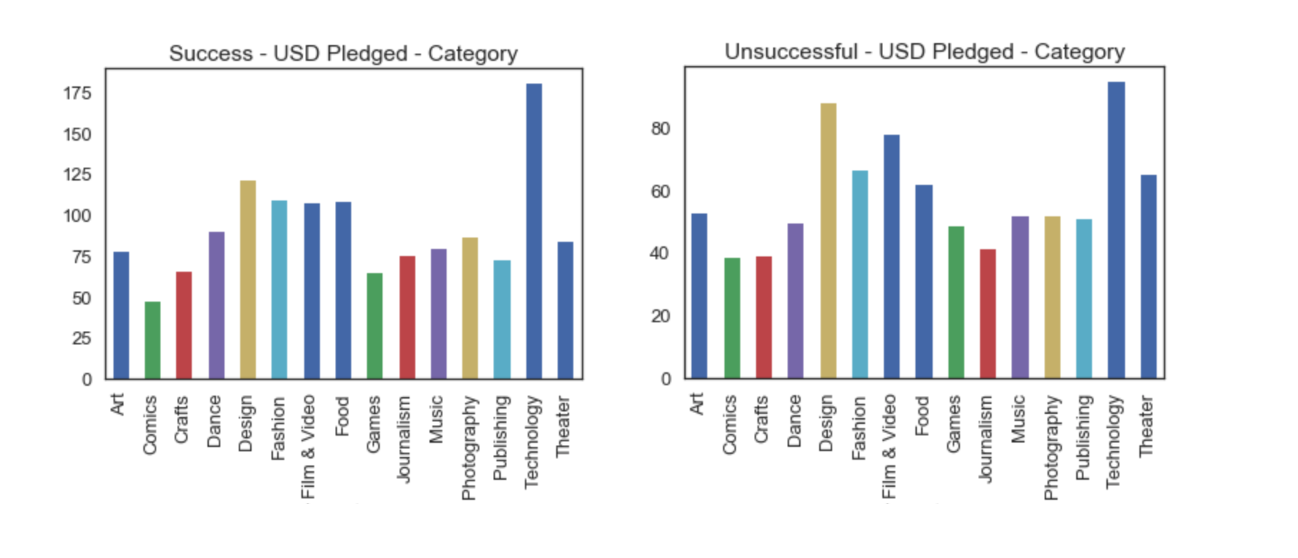 Success - USD Pledged - Category
175
150
125
100
75
50
25
0
Art
Comics
Crafts
Dance
Design
Fashion
Film & Video
Food
Games
Journalism
Music
Photography
Publishing
Technology
Theater
Unsuccessful - USD Pledged - Category
80
60
40
20
0
Art
Comics
Crafts
Dance
Design
Fashion
Film & Video
Food
Games
Journalism
Music
Photography
Publishing
Technology
Theater